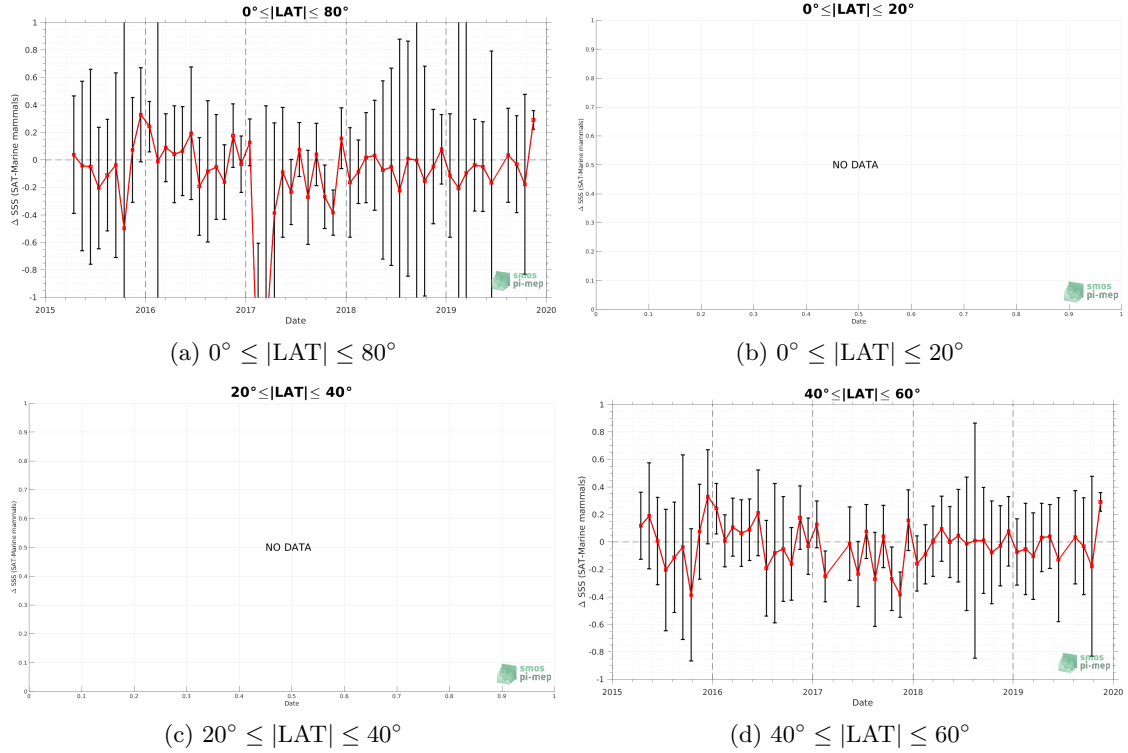 0°≤|LAT|≤ 80°
1
0.8
0.6
0.4
0.2
0
-0.2
-0.4
-0.6
-0.8
-1
Δ SSS (SAT-Marine mammals)
2015 2016 2017 2018 2019 2020
Date
smos
pi-mep
(a) 0° ≤ |LAT| ≤ 80°
0°≤|LAT|≤ 20°
1
0.9
0.8
0.7
0.6
0.5
0.4
0.3
0.2
0.1
0
Δ SSS (SAT-Marine mammals)
NO DATA
0 0.1 0.2 0.3 0.4 0.5 0.6 0.7 0.8 0.9 1
Date
smos
pi-mep
(b) 0° ≤ |LAT| ≤ 20°
20°≤|LAT|≤ 40°
1
0.9
0.8
0.7
0.6
0.5
0.4
0.3
0.2
0.1
0
Δ SSS (SAT-Marine mammals)
NO DATA
0 0.1 0.2 0.3 0.4 0.5 0.6 0.7 0.8 0.9 1
Date
smos
pi-mep
(c) 20° ≤ |LAT| ≤ 40°
40°≤|LAT|≤ 60°
1
0.8
0.6
0.4
0.2
0
-0.2
-0.4
-0.6
-0.8
-1
Δ SSS (SAT-Marine mammals)
2015 2016 2017 2018 2019 2020
Date
smos
pi-mep
(d) 40° ≤ |LAT| ≤ 60°